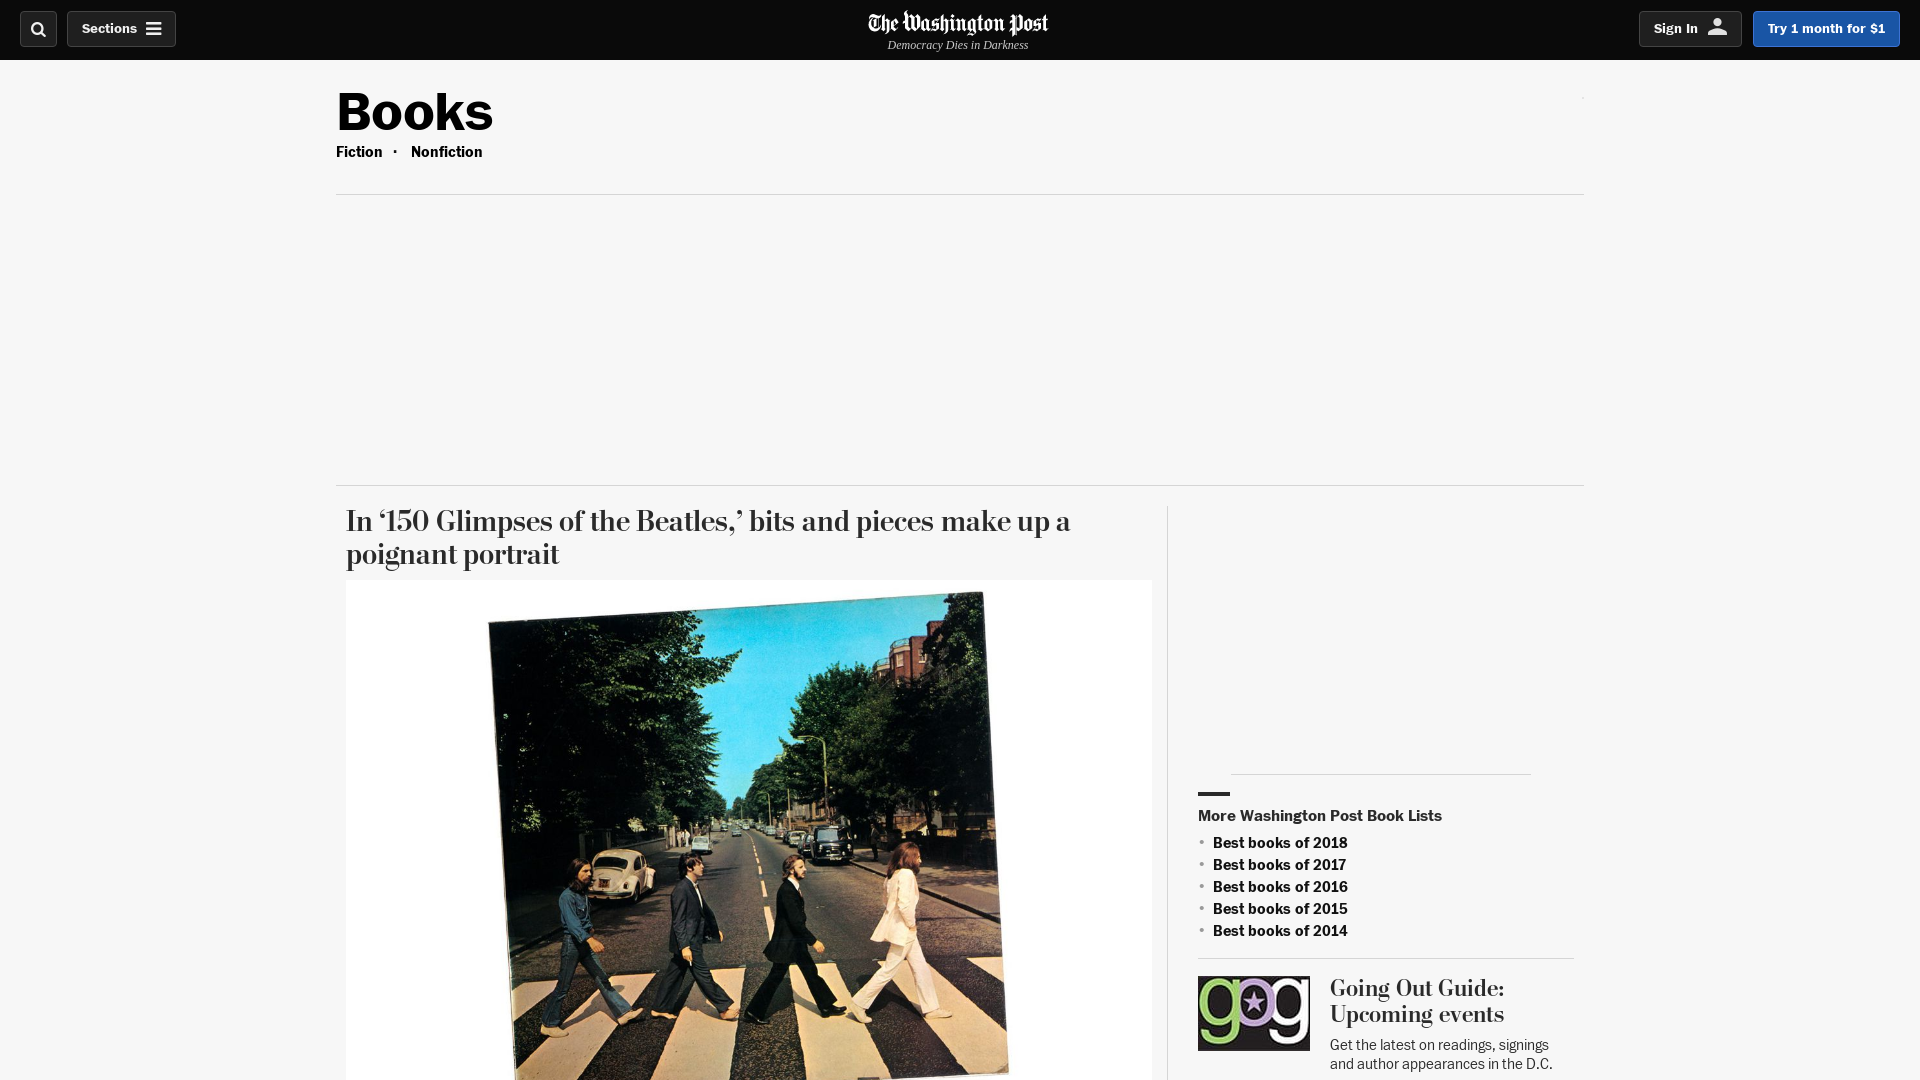 Sections
The Washington Post
Democracy Dies in Darkness
Sign In
Try 1 month for $1
Books
Fiction · Nonfiction
In ‘150 Glimpses of the Beatles,’ bits and pieces make up a
poignant portrait
More Washington Post Book Lists
• Best books of 2018
• Best books of 2017
• Best books of 2016
• Best books of 2015
• Best books of 2014
gog
Going Out Guide:
Upcoming events
Get the latest on readings, signings
and author appearances in the D.C.